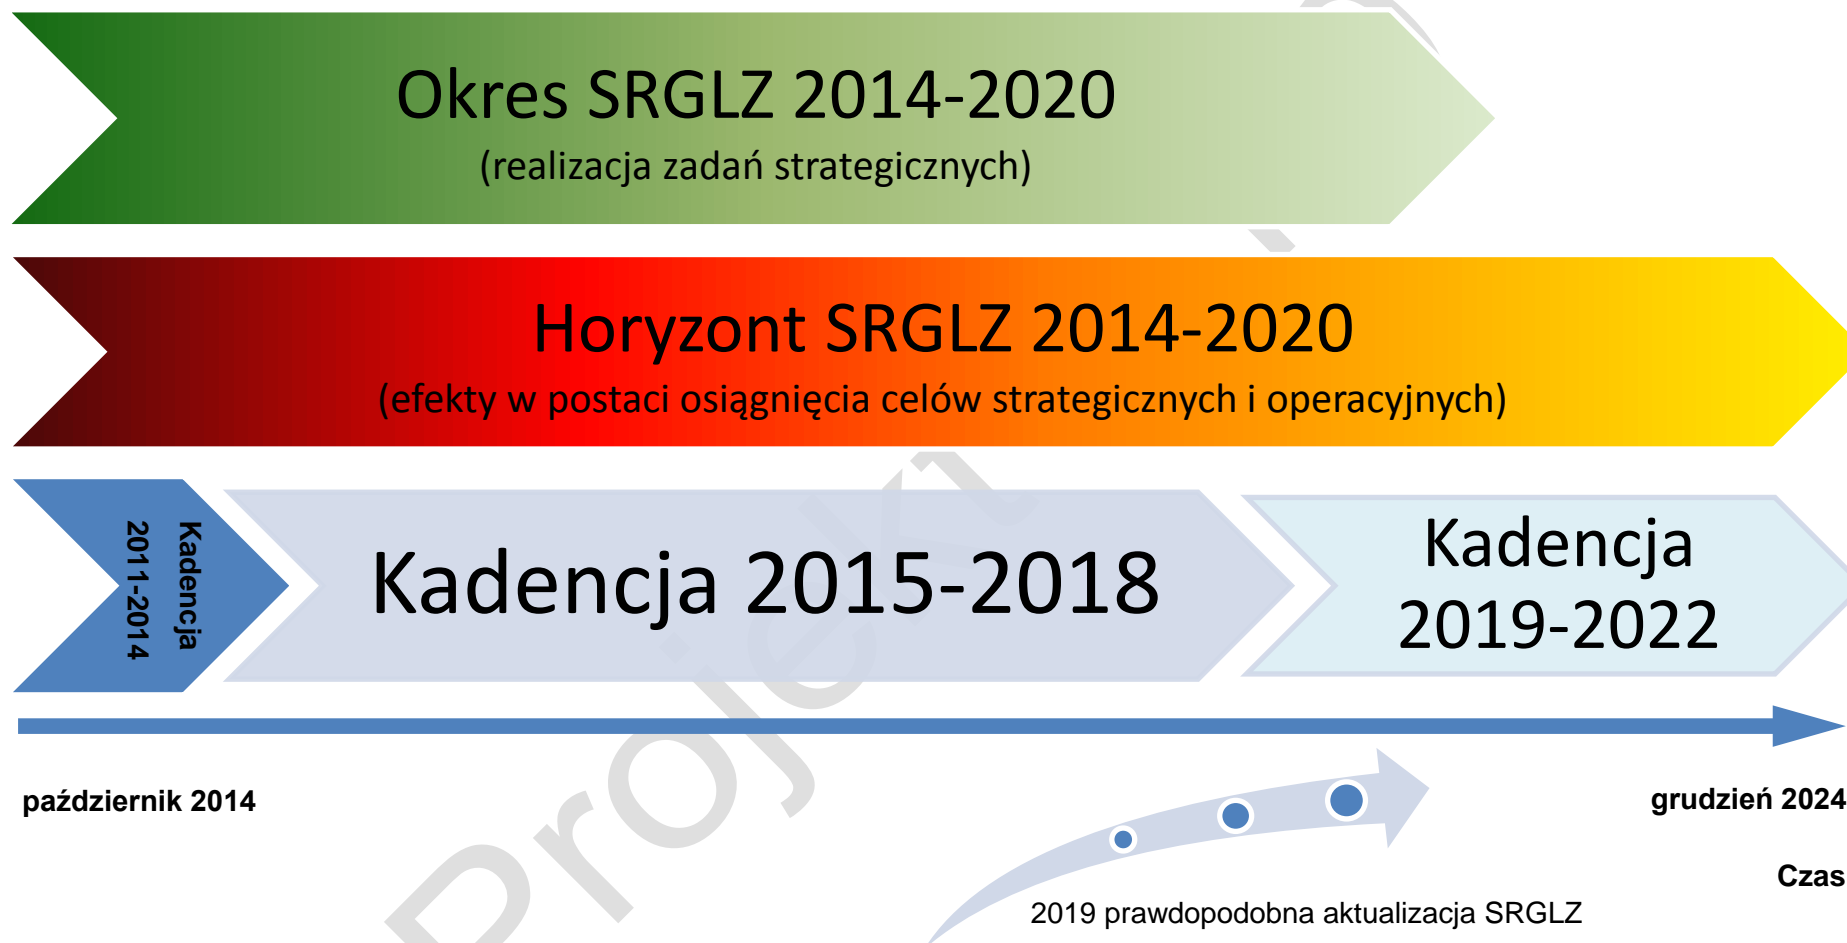 Okres SRGLZ 2014-2020
(realizacja zadań strategicznych)
Horyzont SRGLZ 2014-2020
(efekty w postaci osiągnięcia celów strategicznych i operacyjnych)
Kadencja
2011-2014
Kadencja 2015-2018
Kadencja
2019-2022
październik 2014
grudzień 2024
Czas
2019 prawdopodobna aktualizacja SRGLZ
Projekt